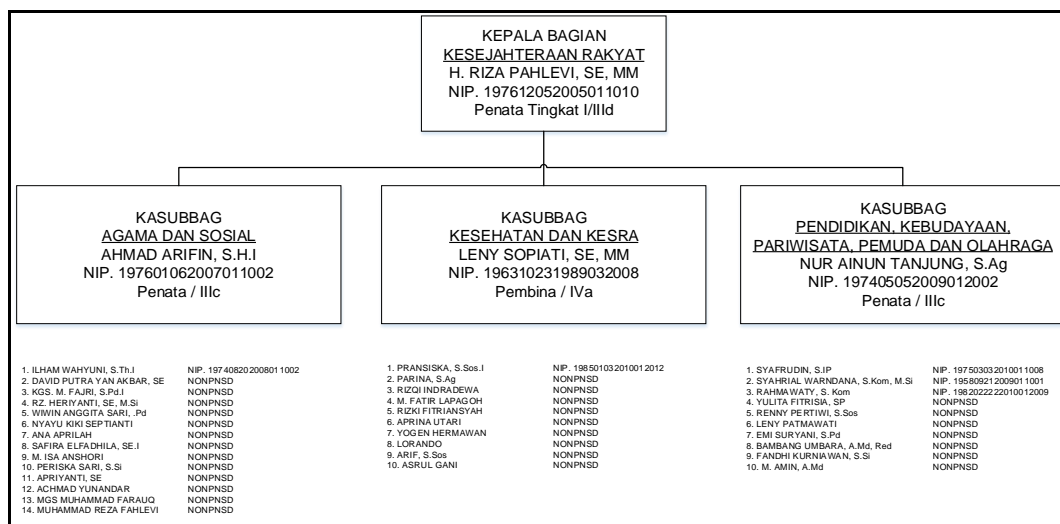 KEPALA BAGIAN
KESEJAHTERAAN RAKYAT
H. RIZA PAHLEVI, SE, MM
NIP. 197612052005011010
Penata Tingkat I/IIId
KASUBBAG
AGAMA DAN SOSIAL
AHMAD ARIFIN, S.H.I
NIP. 197601062007011002
Penata / IIIc
KASUBBAG
KESEHATAN DAN KESRA
LENY SOPIATI, SE, MM
NIP. 196310231989032008
Pembina / IVa
KASUBBAG
PENDIDIKAN, KEBUDAYAAN,
PARIWISATA, PEMUDA DAN OLAHRAGA
NUR AINUN TANJUNG, S.Ag
NIP. 197405052009012002
Penata / IIIc
1. ILHAM WAHYUNI, S.Th.I NIP. 197408202008011002
2. DAVID PUTRA YAN AKBAR, SE NONPNSD
3. KGS. M. FAJRI, S.Pd.I NONPNSD
4. RZ. HERIYANTI, SE, M.Si NONPNSD
5. WIWIN ANGGITA SARI, .Pd NONPNSD
6. NYAYU KIKI SEPTIANTI NONPNSD
7. ANA APRILAH NONPNSD
8. SAFIRA ELFADHILA, SE.I NONPNSD
9. M. ISA ANSHORI NONPNSD
10. PERISKA SARI, S.Si NONPNSD
11. APRIYANTI, SE NONPNSD
12. ACHMAD YUNANDAR NONPNSD
13. MGS MUHAMMAD FARAUQ NONPNSD
14. MUHAMMAD REZA FAHLEVI NONPNSD
1. PRANSISKA, S.Sos.I NIP. 198501032010012012
2. PARINA, S.Ag NONPNSD
3. RIZQI INDRADEWA NONPNSD
4. M. FATIR LAPAGOH NONPNSD
5. RIZKI FITRIANSYAH NONPNSD
6. APRINA UTARI NONPNSD
7. YOGEN HERMAWAN NONPNSD
8. LORANDO NONPNSD
9. ARIF, S.Sos NONPNSD
10. ASRUL GANI NONPNSD
1. SYAFRUDIN, S.IP NIP. 197503032010011008
2. SYAHRIAL WARNDANA, S.Kom, M.Si NIP. 195809212009011001
3. RAHMAWATY, S. Kom NIP. 1982022222010012009
4. YULITA FITRISIA, SP NONPNSD
5. RENNY PERTIWI, S.Sos NONPNSD
6. LENY PATMAWATI NONPNSD
7. EMI SURYANI, S.Pd NONPNSD
8. BAMBANG UMBARA, A.Md, Red NONPNSD
9. FANDHI KURNIAWAN, S.Si NONPNSD
10. M. AMIN, A.Md NONPNSD